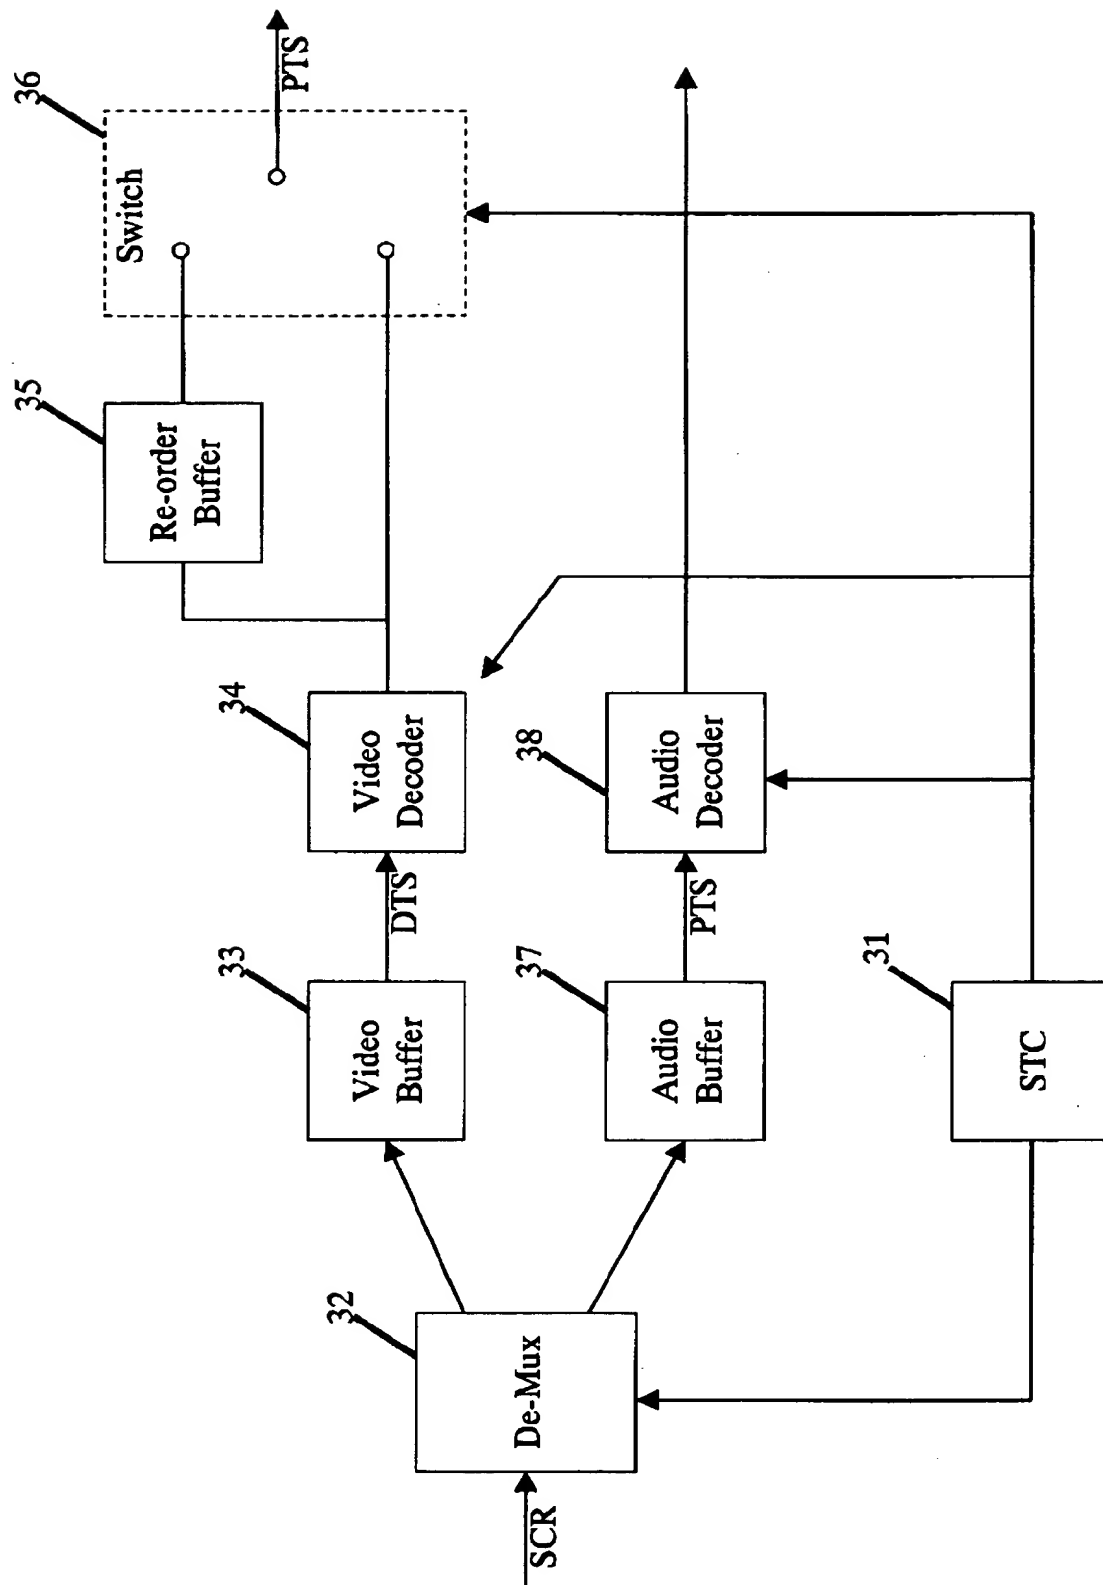 SCR
32
De-Mux
33
Video
Buffer
DTS
34
Video
Decoder
35
Re-order
Buffer
36
Switch
PTS
37
Audio
Buffer
PTS
38
Audio
Decoder
31
STC